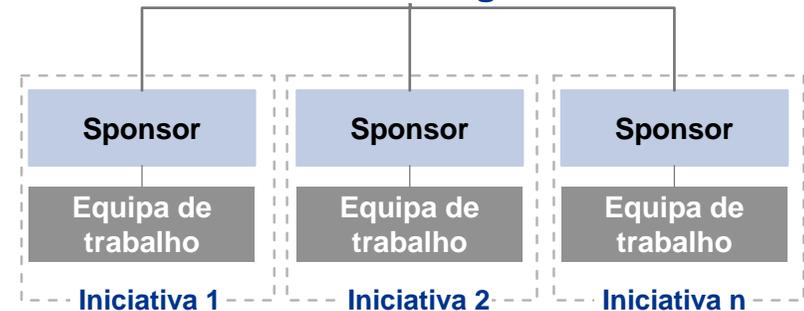 Sponsor
Sponsor
Sponsor
Equipa de
trabalho
Equipa de
trabalho
Equipa de
trabalho
Iniciativa 1
Iniciativa 2
Iniciativa n